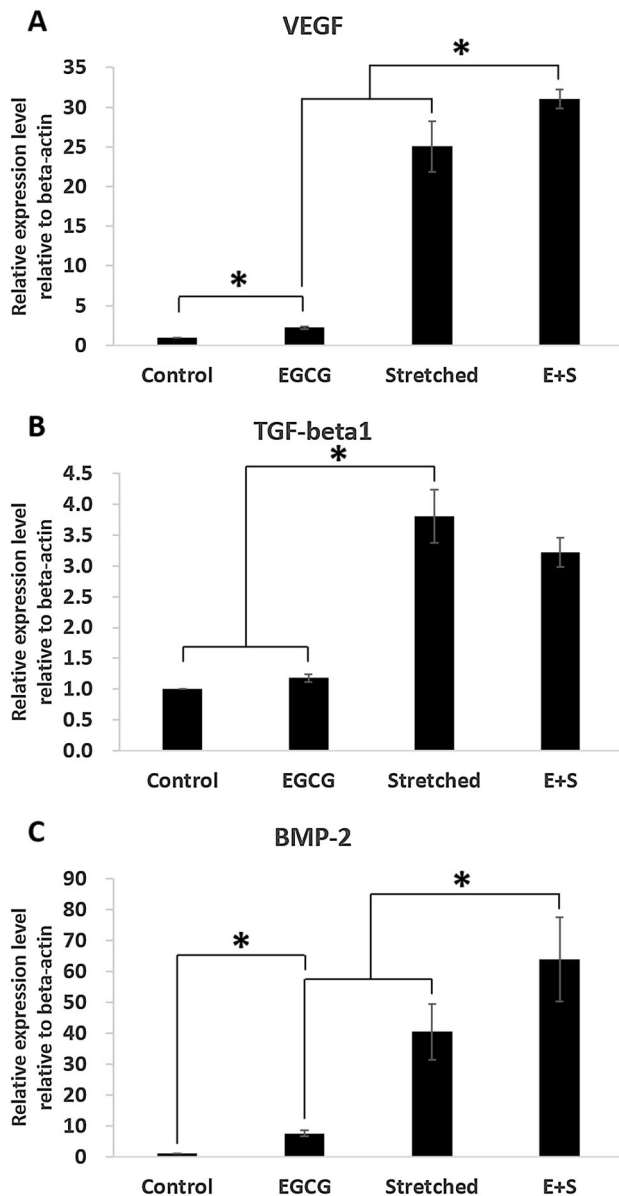 A
VEGF
Relative expression level
relative to beta-actin
35
30
25
20
15
10
5
0
*
*
Control EGCG Stretched E+S
B
TGF-beta1
Relative expression level
relative to beta-actin
4.5
4.0
3.5
3.0
2.5
2.0
1.5
1.0
0.5
0.0
*
Control EGCG Stretched E+S
C
BMP-2
Relative expression level
relative to beta-actin
90
80
70
60
50
40
30
20
10
0
*
*
Control EGCG Stretched E+S